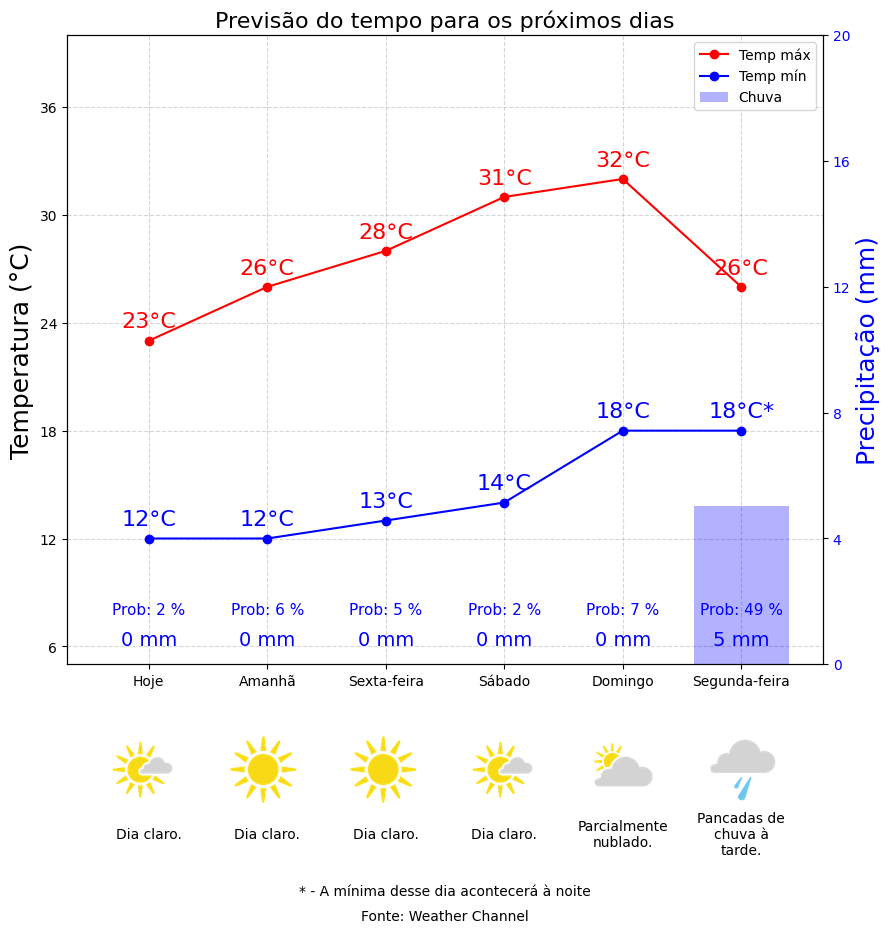 Previsão do tempo para os próximos dias
Temp máx
Temp mín
Chuva
Temperatura (°C)
36
30
24
18
12
6
Precipitação (mm)
20
16
12
8
4
0
23°C
26°C
28°C
31°C
32°C
26°C
12°C
12°C
13°C
14°C
18°C
18°C*
Prob: 2 %
Prob: 6 %
Prob: 5 %
Prob: 2 %
Prob: 7 %
Prob: 49 %
0 mm
0 mm
0 mm
0 mm
0 mm
5 mm
Hoje
Amanhã
Sexta-feira
Sábado
Domingo
Segunda-feira
Dia claro.
Dia claro.
Dia claro.
Dia claro.
Parcialmente
nublado.
Pancadas de
chuva à
tarde.
* - A mínima desse dia acontecerá à noite
Fonte: Weather Channel